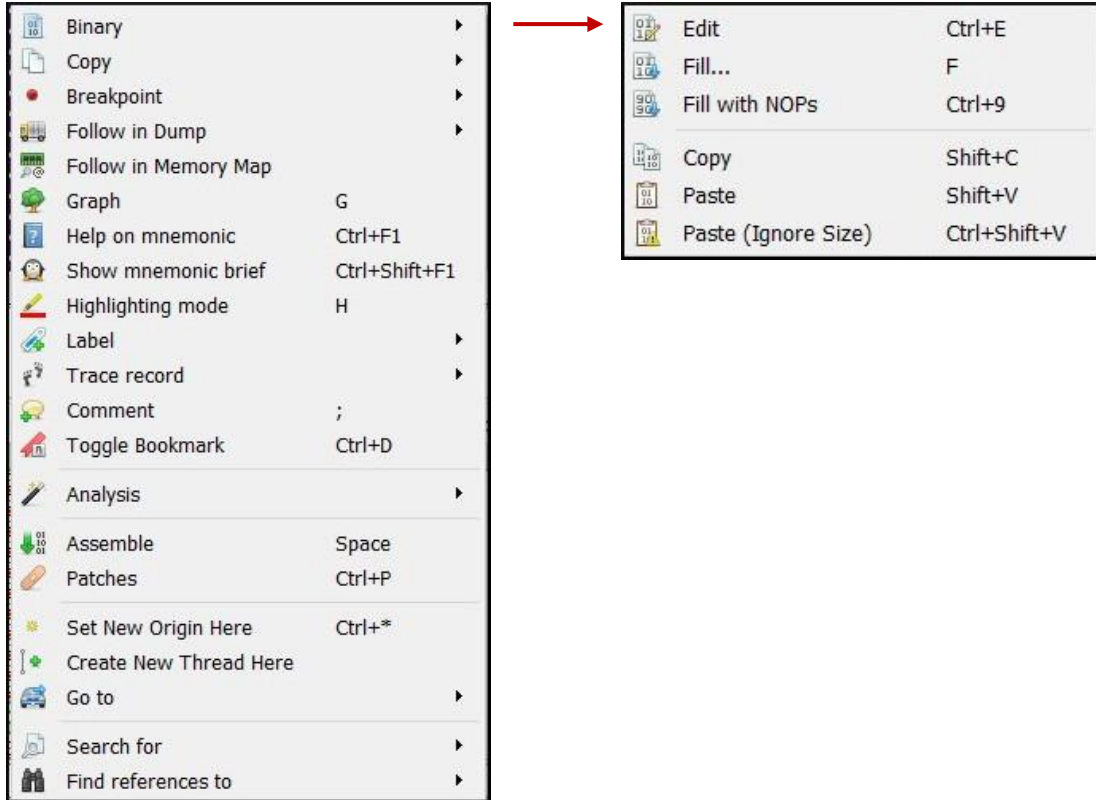 Binary
Copy
Breakpoint
Follow in Dump
Follow in Memory Map
Graph G
Help on mnemonic Ctrl+F1
Show mnemonic brief Ctrl+Shift+F1
Highlighting mode H
Label
Trace record
Comment ;
Toggle Bookmark Ctrl+D
Analysis
Assemble Space
Patches Ctrl+P
Set New Origin Here Ctrl+*
Create New Thread Here
Go to
Search for
Find references to
Edit Ctrl+E
Fill... F
Fill with NOPs Ctrl+9
Copy Shift+C
Paste Shift+V
Paste (Ignore Size) Ctrl+Shift+V